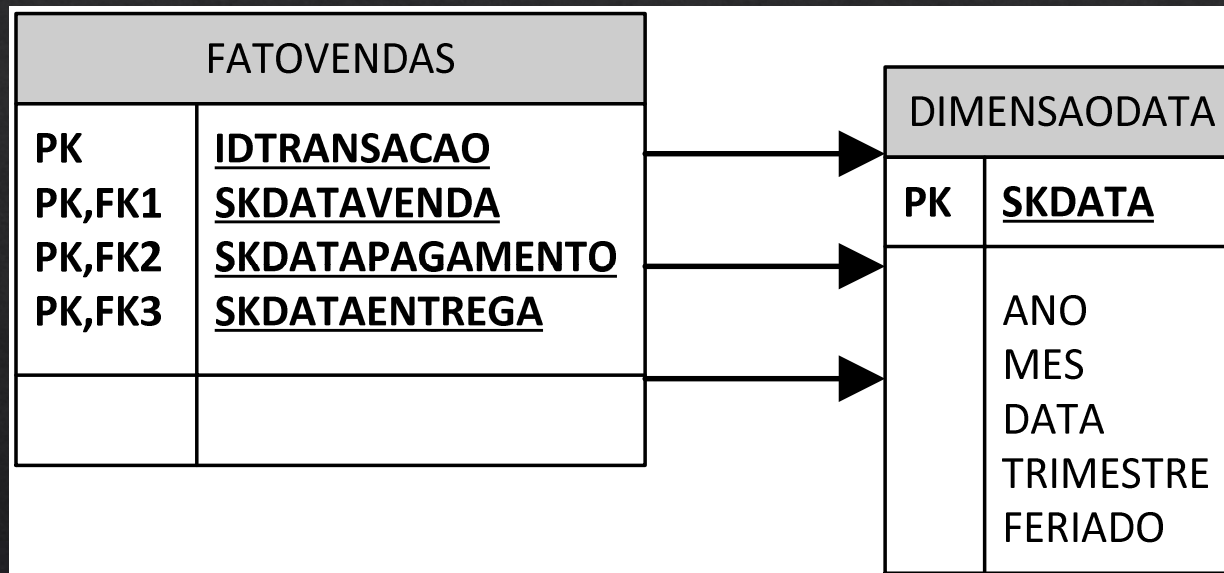 FATOVENDAS
PK IDTRANSACAO
PK,FK1 SKDATAVENDA
PK,FK2 SKDATAPAGAMENTO
PK,FK3 SKDATAENTREGA
DIMENSAODATA
PK SKDATA
ANO
MES
DATA
TRIMESTRE
FERIADO